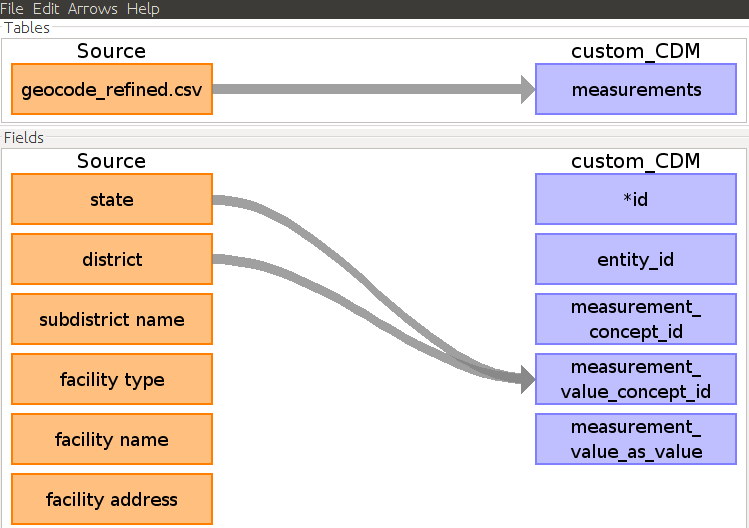 File Edit Arrows Help
Tables
Source custom_CDM
geocode_refined.csv measurements
Fields
Source custom_CDM
state *id
district entity_id
subdistrict name measurement_
concept_id
facility type measurement_
value_concept_id
facility name measurement_
value_as_value
facility address